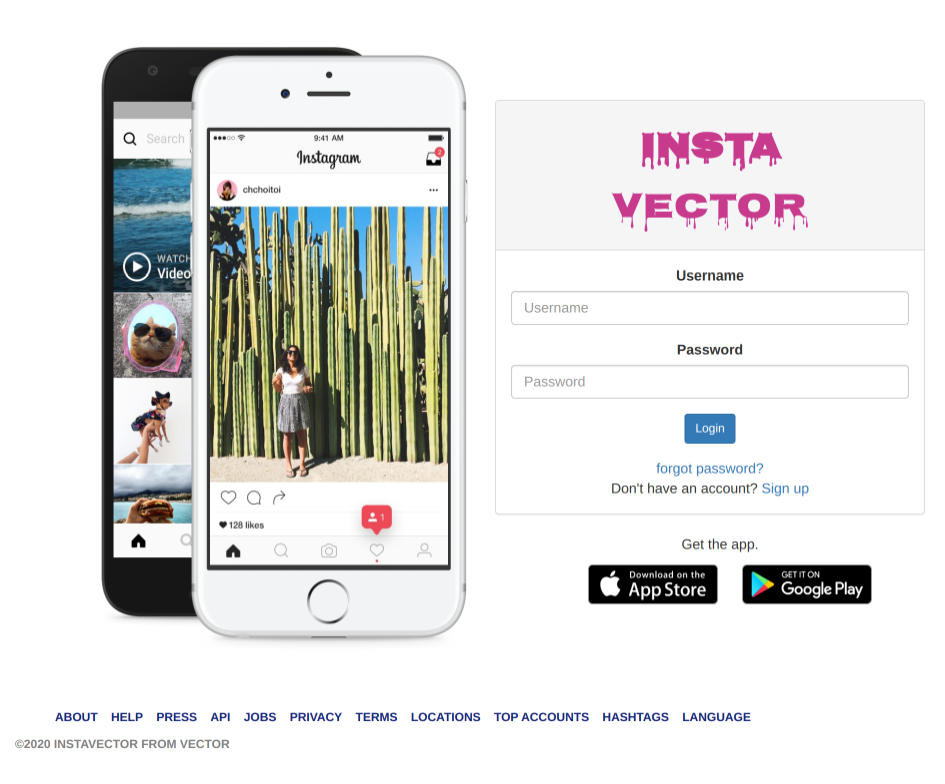 Search
WATCH
Video
9:41 AM
Instagram
2
chchoitoi
128 likes
1
INSTA
VECTOR
Username
Username
Password
Password
Login
forgot password?
Don't have an account? Sign up
Get the app.
Download on the
App Store
GET IT ON
Google Play
ABOUT HELP PRESS API JOBS PRIVACY TERMS LOCATIONS TOP ACCOUNTS HASHTAGS LANGUAGE
©2020 INSTAVECTOR FROM VECTOR